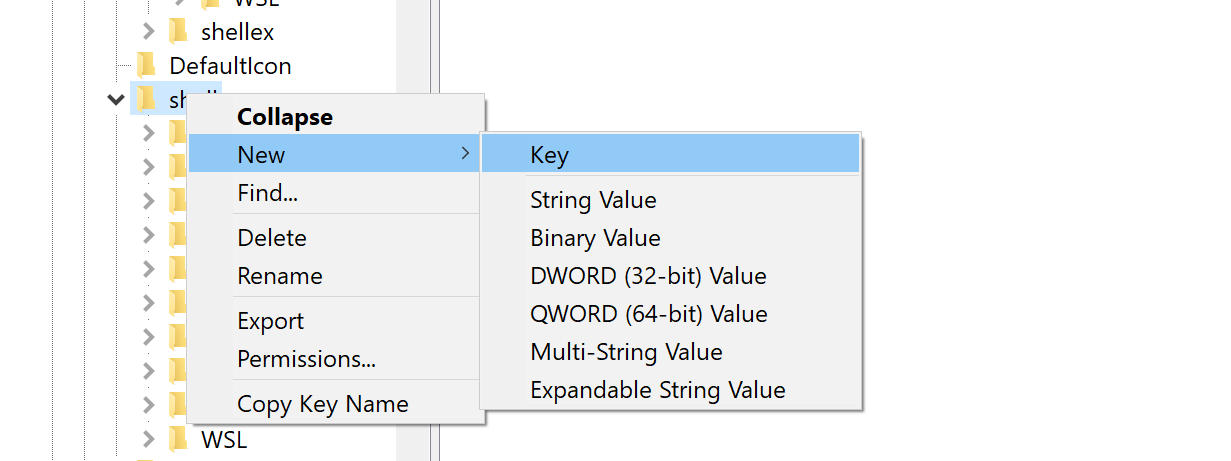 WSL
shellex
DefaultIcon
shell
Collapse
New
Key
Find...
String Value
Delete
Binary Value
Rename
DWORD (32-bit) Value
Export
QWORD (64-bit) Value
Permissions...
Multi-String Value
Copy Key Name
Expandable String Value
WSL